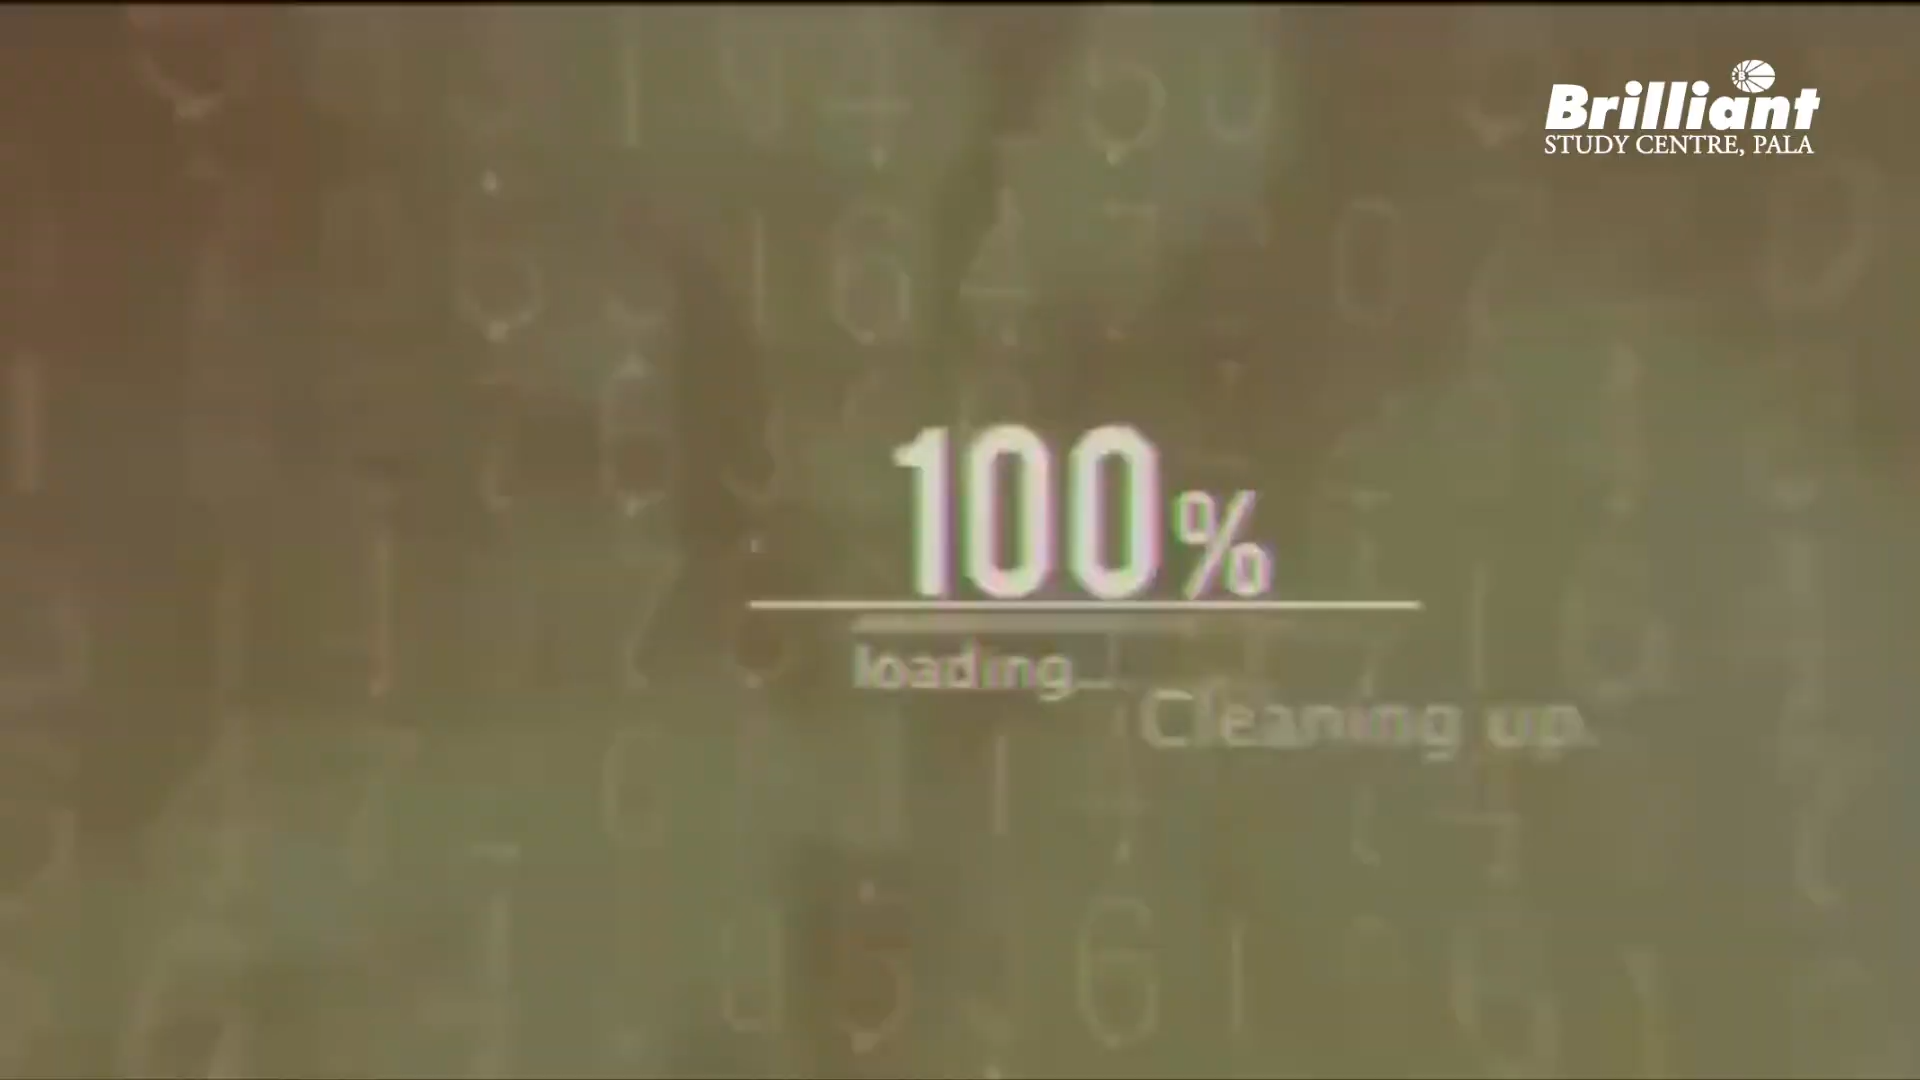 Brilliant
STUDY CENTRE, PALA
100%
loading...
Cleaning up.